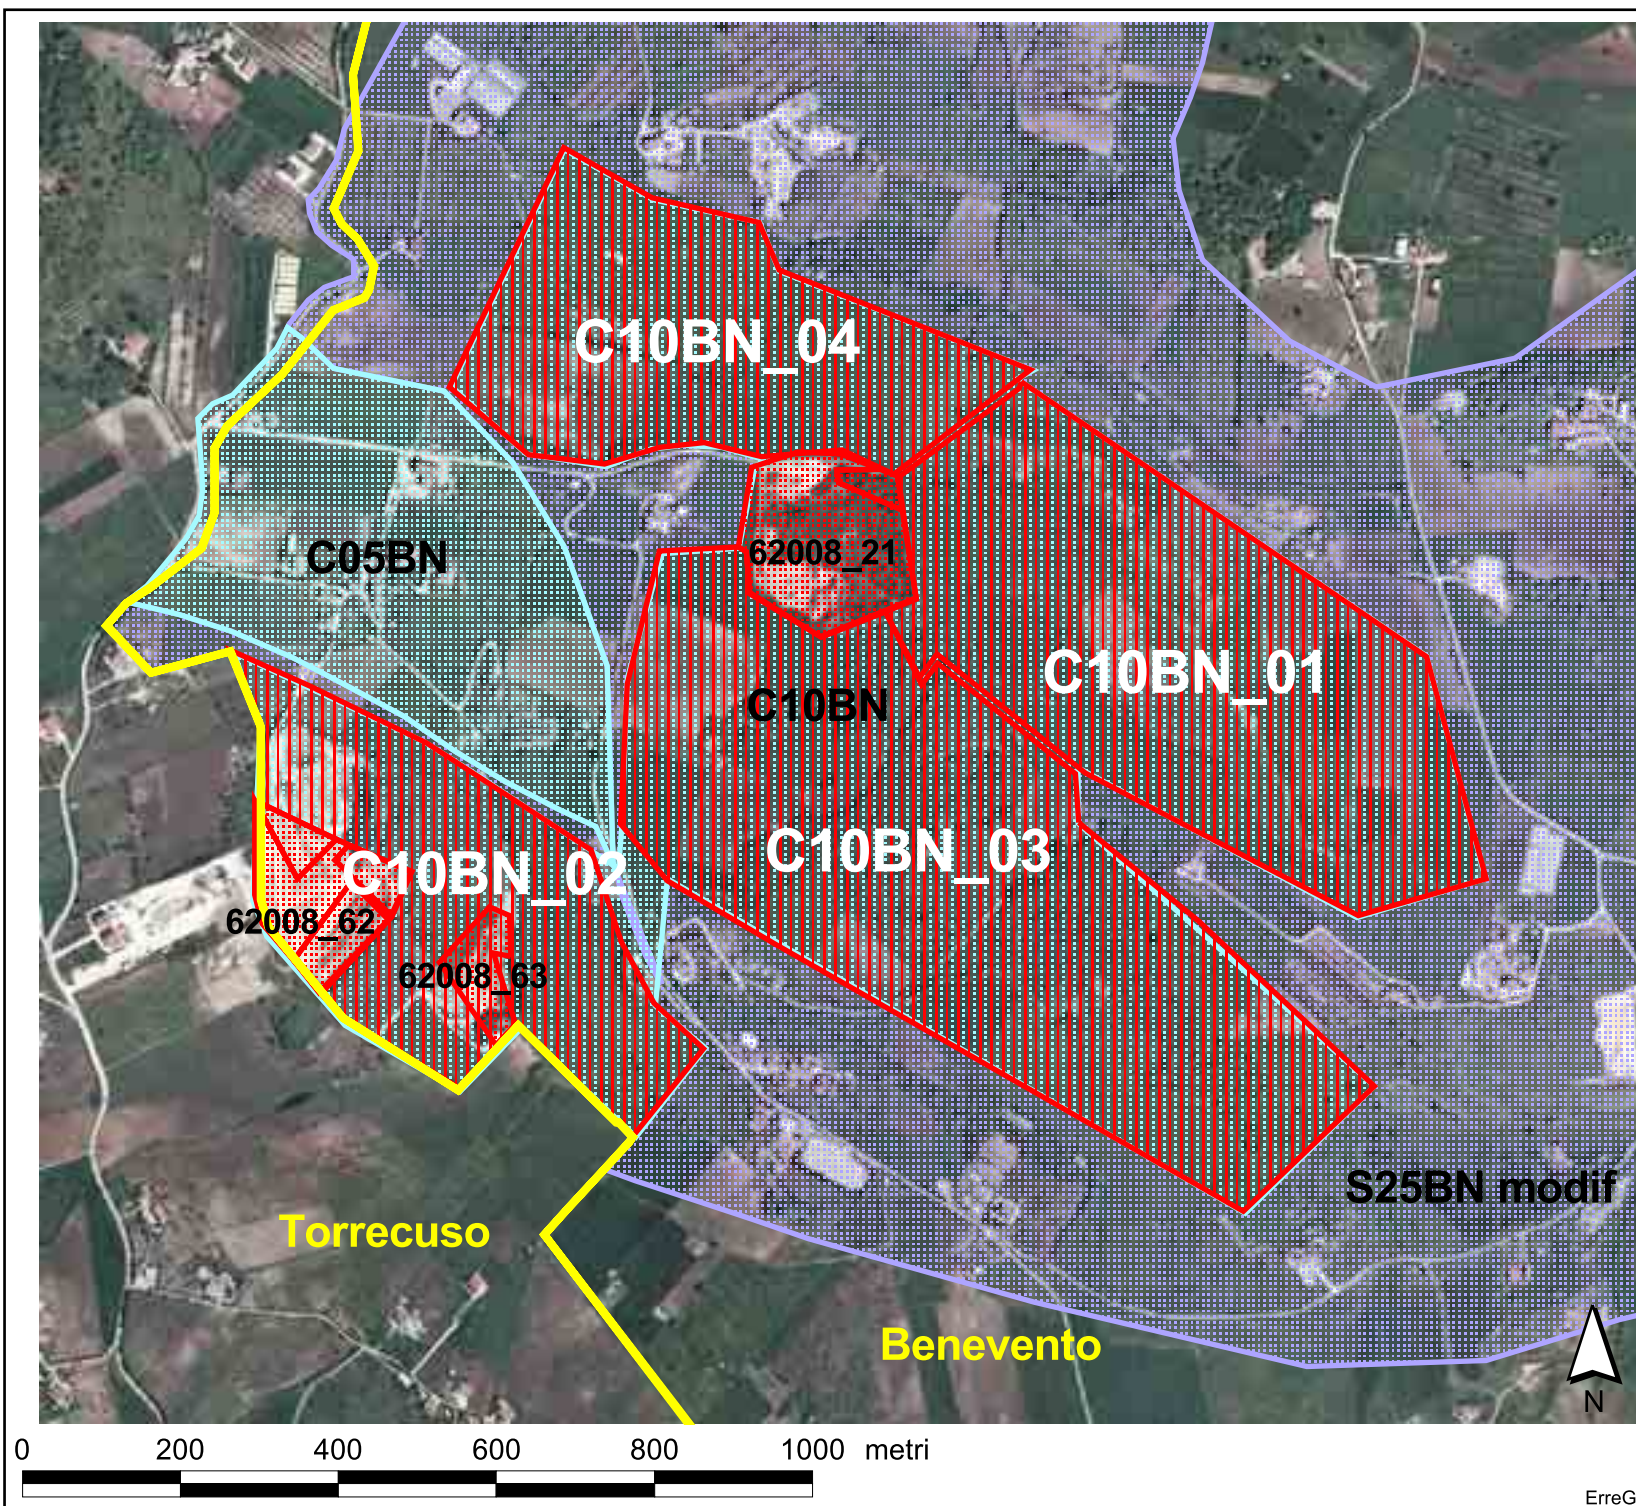 C10BN_04
C05BN
62008_21
C10BN_01
C10BN
C10BN_03
C10BN_02
62008_62
62008_63
S25BN modif
Torrecuso
Benevento
N
0 200 400 600 800 1000 metri
ErreG